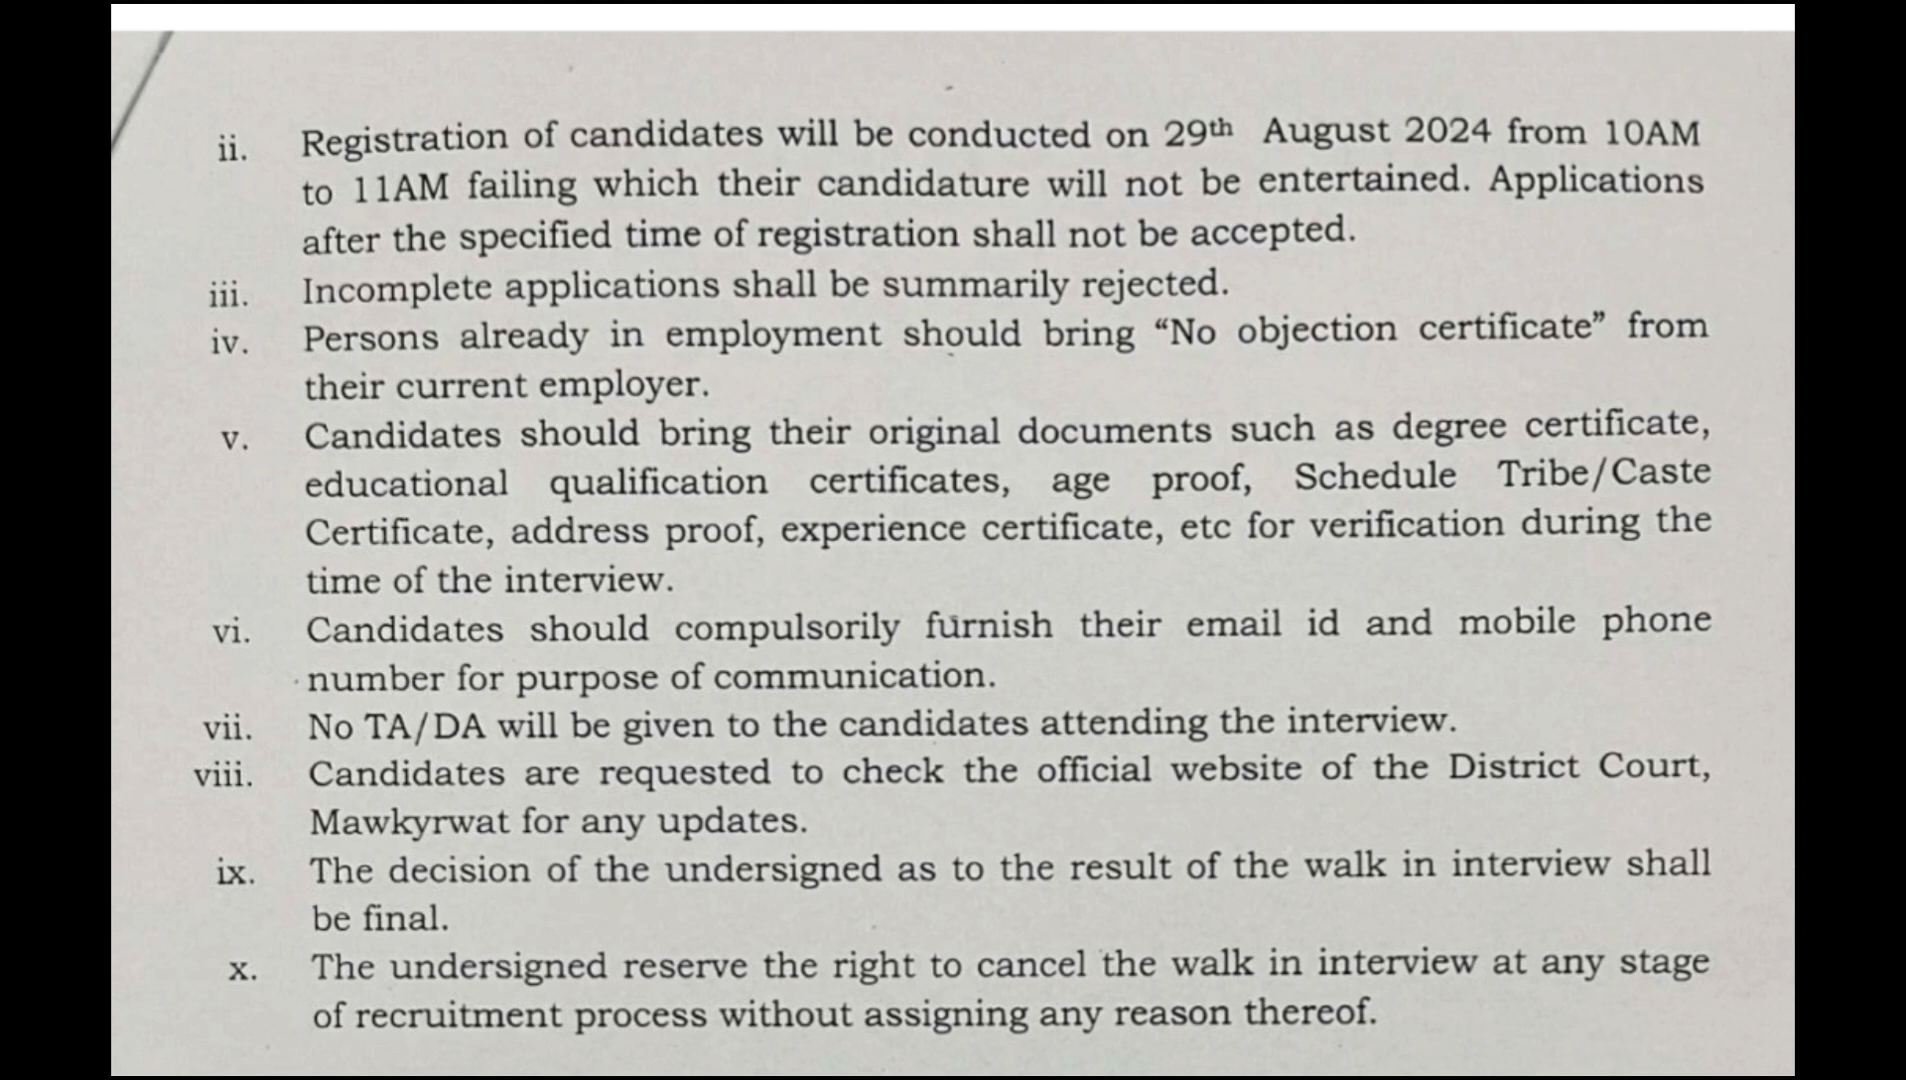 ii. Registration of candidates will be conducted on 29th August 2024 from 10AM
to 11AM failing which their candidature will not be entertained. Applications
after the specified time of registration shall not be accepted.
iii. Incomplete applications shall be summarily rejected.
iv. Persons already in employment should bring “No objection certificate” from
their current employer.
v. Candidates should bring their original documents such as degree certificate,
educational qualification certificates, age proof, Schedule Tribe/Caste
Certificate, address proof, experience certificate, etc for verification during the
time of the interview.
vi. Candidates should compulsorily furnish their email id and mobile phone
number for purpose of communication.
vii. No TA/DA will be given to the candidates attending the interview.
viii. Candidates are requested to check the official website of the District Court,
Mawkyrwat for any updates.
ix. The decision of the undersigned as to the result of the walk in interview shall
be final.
x. The undersigned reserve the right to cancel the walk in interview at any stage
of recruitment process without assigning any reason thereof.